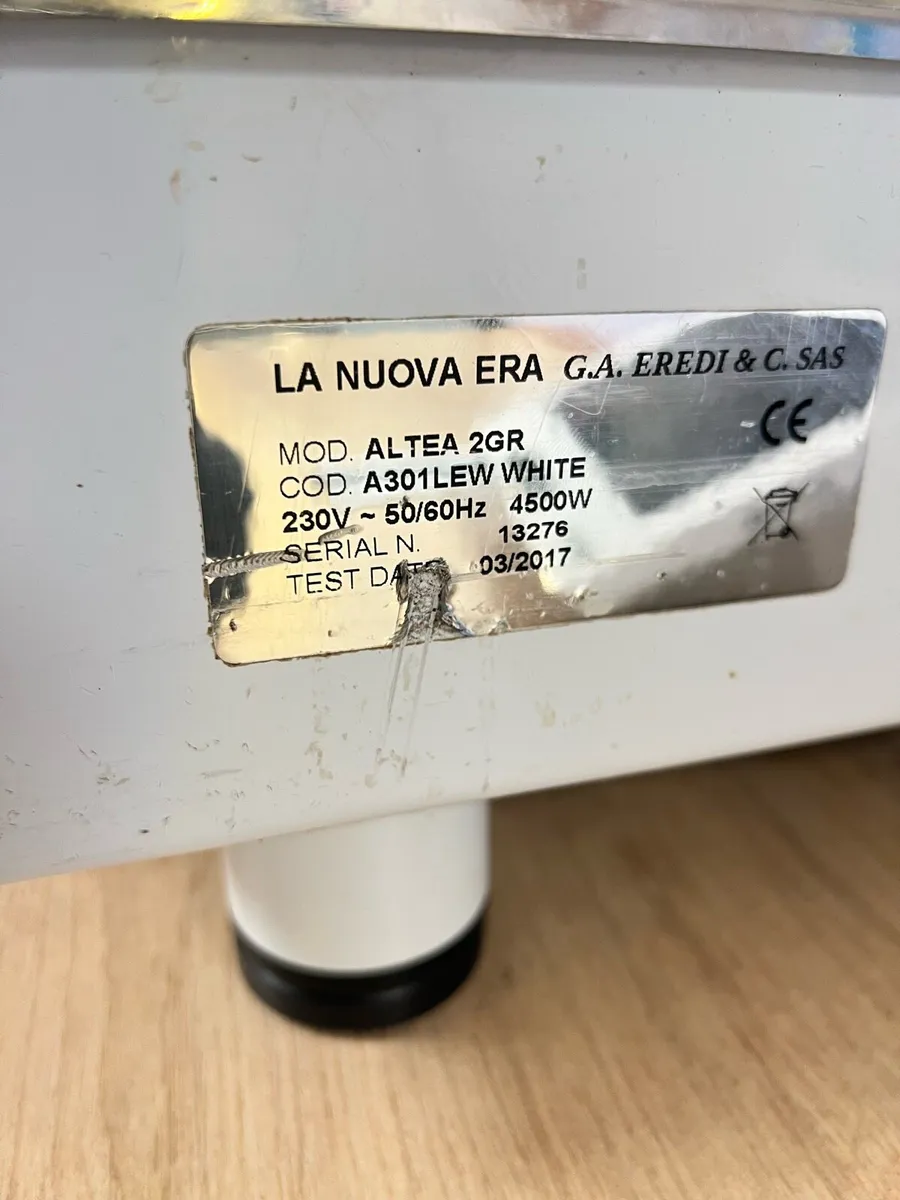 LA NUOVA ERA G.A. EREDI & C. SAS
CE
MOD. ALTEA 2GR
COD. A301LEW WHITE
230V ~ 50/60Hz 4500W
SERIAL N. 13276
TEST DATE 03/2017